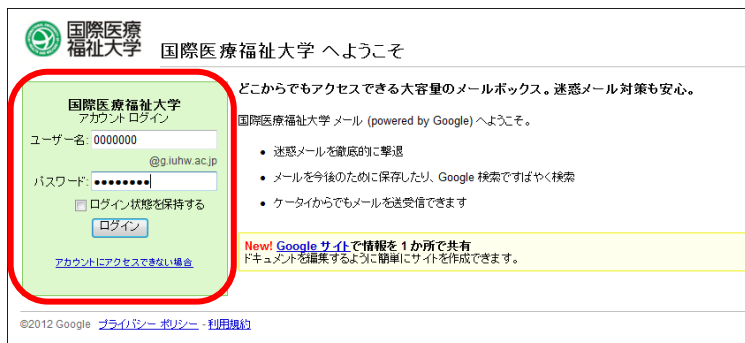 国際医療
福祉大学
国際医療福祉大学 へようこそ
国際医療福祉大学
アカウント ログイン
ユーザー名: 0000000
@g.iuhw.ac.jp
パスワード: ●●●●●●●●
ログイン状態を保持する
ログイン
アカウントにアクセスできない場合
どこからでもアクセスできる大容量のメールボックス。迷惑メール対策も安心。
国際医療福祉大学 メール (powered by Google) へようこそ。
• 迷惑メールを徹底的に撃退
• メールを今後のために保存したり、Google 検索ですばやく検索
• ケータイからでもメールを送受信できます
New! Google サイトで情報を 1 か所で共有
ドキュメントを編集するように簡単にサイトを作成できます。
©2012 Google プライバシー ポリシー - 利用規約